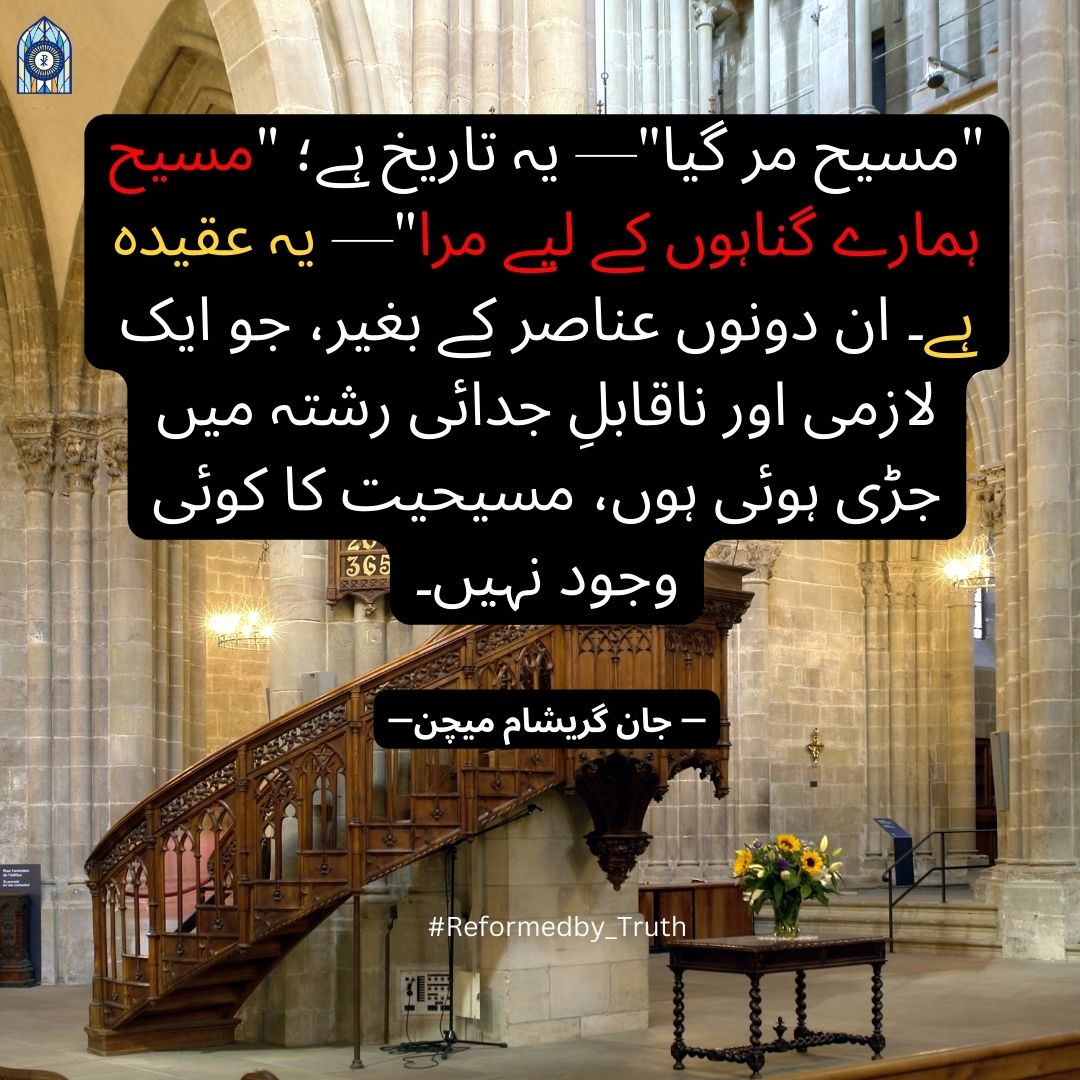 "مسیح مر گیا"— یہ تاریخ ہے؛ "مسیح
ہمارے گناہوں کے لیے مرا"— یہ عقیدہ
ہے۔ ان دونوں عناصر کے بغیر، جو ایک
لازمی اور ناقابلِ جدائی رشتہ میں
جڑی ہوئی ہوں، مسیحیت کا کوئی
وجود نہیں۔
365
— جان گریشام میچن—
#Reformedby_Truth